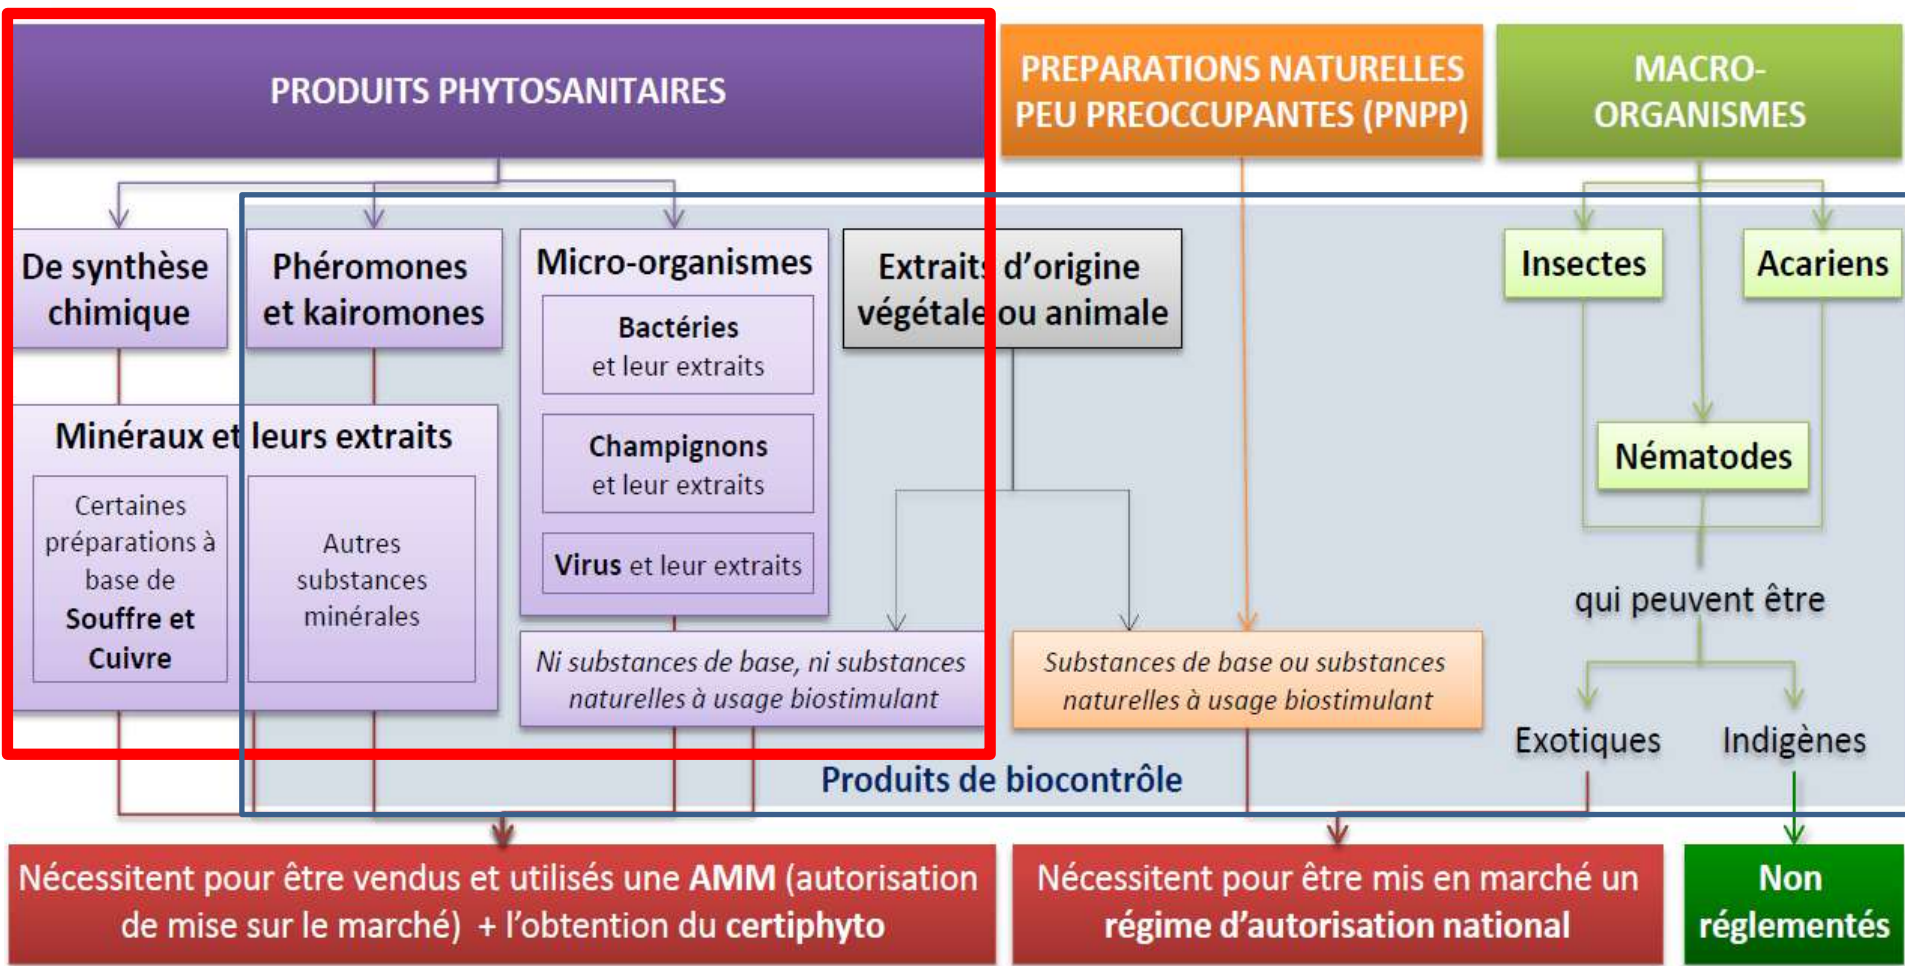 PRODUITS PHYTOSANITAIRES
PREPARATIONS NATURELLES
PEU PREOCCUPANTES (PNPP)
MACRO-
ORGANISMES
De synthèse
chimique
Phéromones
et kairomones
Micro-organismes
Bactéries
et leur extraits
Champignons
et leur extraits
Virus et leur extraits
Extraits d'origine
végétale ou animale
Insectes
Acariens
Nématodes
Minéraux et leurs extraits
Certaines
préparations à
base de
Souffre et
Cuivre
Autres
substances
minérales
Ni substances de base, ni substances
naturelles à usage biostimulant
Substances de base ou substances
naturelles à usage biostimulant
qui peuvent être
Exotiques
Indigènes
Produits de biocontrôle
Nécessitent pour être vendus et utilisés une AMM (autorisation
de mise sur le marché) + l'obtention du certiphyto
Nécessitent pour être mis en marché un
régime d'autorisation national
Non
réglementés